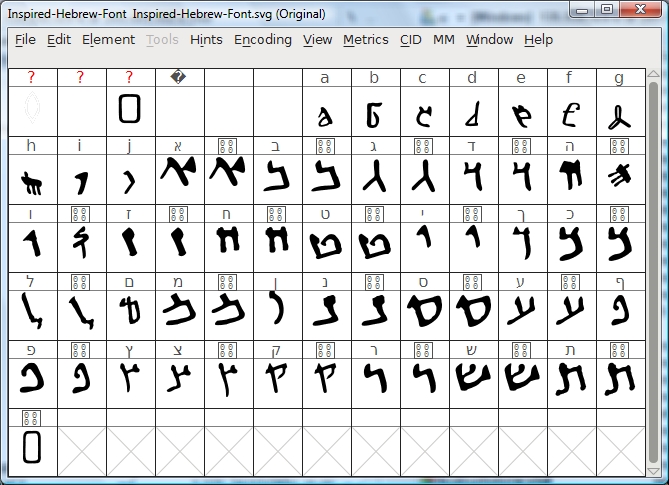 Inspired-Hebrew-Font Inspired-Hebrew-Font.svg (Original)
File Edit Element Tools Hints Encoding View Metrics CID MM Window Help
? ? ? � a b c d e f g
h i j א ב ג ד ה
ו ז ח ט י ך כ
ל ם מ ן נ ס ע ף
פ ץ צ ק ר ש ת